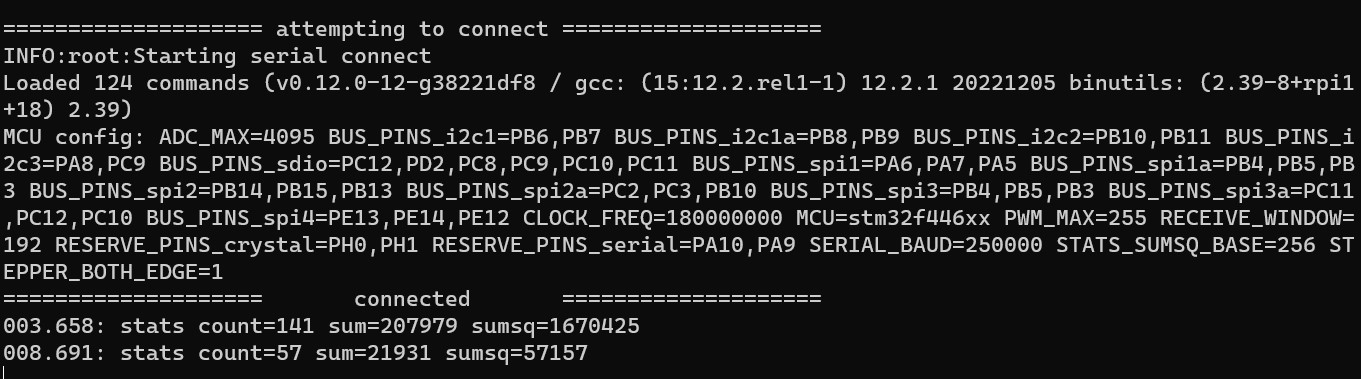 ==================== attempting to connect ====================
INFO:root:Starting serial connect
Loaded 124 commands (v0.12.0-12-g38221df8 / gcc: (15:12.2.rel1-1) 12.2.1 20221205 binutils: (2.39-8+rpi1
+18) 2.39)
MCU config: ADC_MAX=4095 BUS_PINS_i2c1=PB6,PB7 BUS_PINS_i2c1a=PB8,PB9 BUS_PINS_i2c2=PB10,PB11 BUS_PINS_i
2c3=PA8,PC9 BUS_PINS_sdio=PC12,PD2,PC8,PC9,PC10,PC11 BUS_PINS_spi1=PA6,PA7,PA5 BUS_PINS_spi1a=PB4,PB5,PB
3 BUS_PINS_spi2=PB14,PB15,PB13 BUS_PINS_spi2a=PC2,PC3,PB10 BUS_PINS_spi3=PB4,PB5,PB3 BUS_PINS_spi3a=PC11
,PC12,PC10 BUS_PINS_spi4=PE13,PE14,PE12 CLOCK_FREQ=180000000 MCU=stm32f446xx PWM_MAX=255 RECEIVE_WINDOW=
192 RESERVE_PINS_crystal=PH0,PH1 RESERVE_PINS_serial=PA10,PA9 SERIAL_BAUD=250000 STATS_SUMSQ_BASE=256 ST
EPPER_BOTH_EDGE=1
====================       connected       ====================
003.658: stats count=141 sum=207979 sumsq=1670425
008.691: stats count=57 sum=21931 sumsq=57157